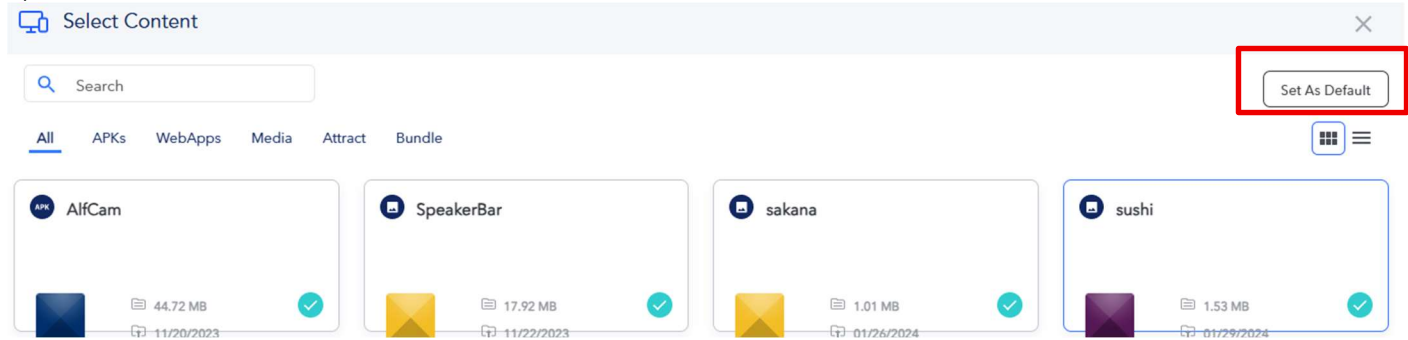 Select Content
Search
Set As Default
All APKs WebApps Media Attract Bundle
APK AlfCam
SpeakerBar
sakana
sushi
44.72 MB
11/20/2023
17.92 MB
11/22/2023
1.01 MB
01/26/2024
1.53 MB
01/29/2024